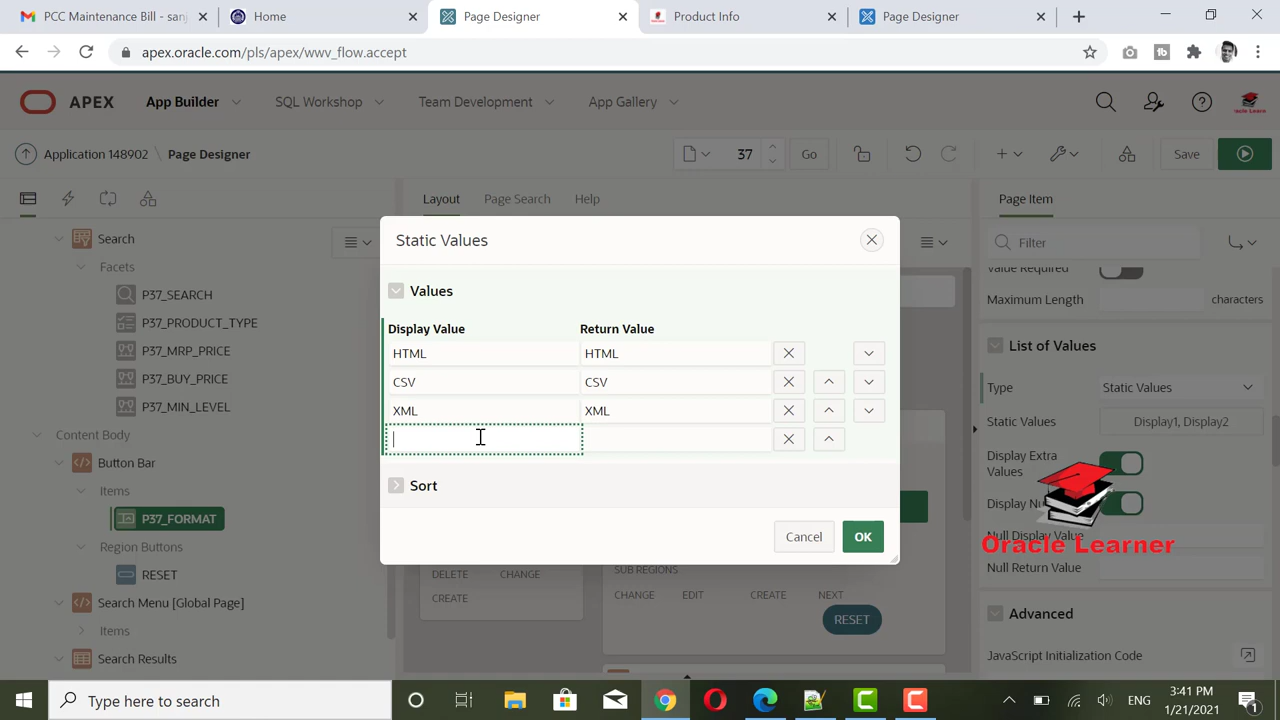 PCC Maintenance Bill - sanj
Home
Page Designer
Product Info
Page Designer
apex.oracle.com/pls/apex/wwv_flow.accept
APEX
App Builder
SQL Workshop
Team Development
App Gallery
Application 148902
Page Designer
37
Go
Save
Layout
Page Search
Help
Page Item
Search
Facets
P37_SEARCH
P37_PRODUCT_TYPE
P37_MRP_PRICE
P37_BUY_PRICE
P37_MIN_LEVEL
Content Body
Button Bar
Items
P37_FORMAT
Region Buttons
RESET
Search Menu [Global Page]
Items
Search Results
Static Values
Values
Display Value
Return Value
HTML
HTML
CSV
CSV
XML
XML
Sort
Cancel
OK
DELETE
CHANGE
CREATE
SUB REGIONS
CHANGE
EDIT
CREATE
NEXT
RESET
Filter
Value Required
Maximum Length
characters
List of Values
Type
Static Values
Static Values
Display1, Display2
Display Extra
Values
Null Display Value
Oracle Learner
Null Return Value
Advanced
JavaScript Initialization Code
Type here to search
ENG
3:41 PM
1/21/2021